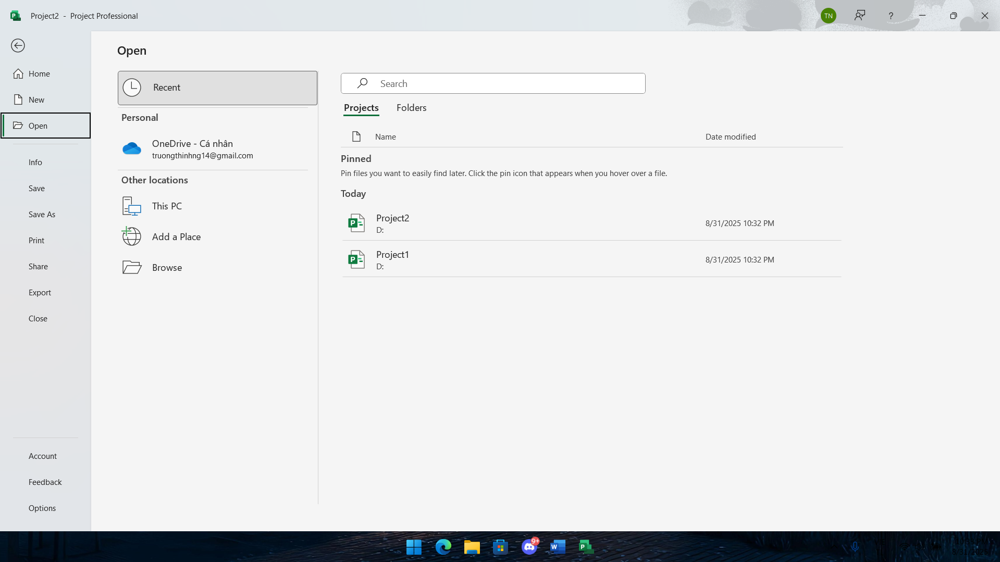 Project2 - Project Professional
TN
?
Home
New
Open
Info
Save
Save As
Print
Share
Export
Close
Account
Feedback
Options
Open
Recent
Personal
OneDrive - Cá nhân
truongthinhng14@gmail.com
Other locations
This PC
Add a Place
Browse
Search
Projects Folders
Name Date modified
Pinned
Pin files you want to easily find later. Click the pin icon that appears when you hover over a file.
Today
Project2 8/31/2025 10:32 PM
D:
Project1 8/31/2025 10:32 PM
D:
9+